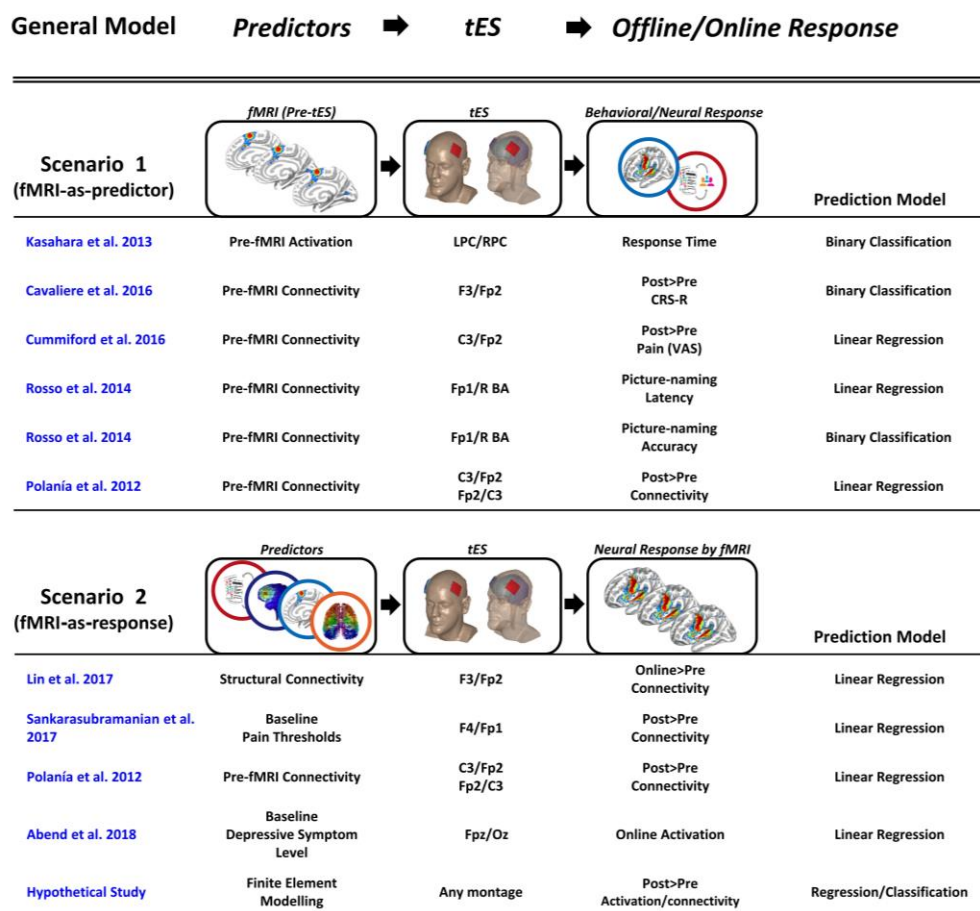 General Model Predictors tES Offline/Online Response
fMRI (Pre-tES) tES Behavioral/Neural Response
Scenario 1
(fMRI-as-predictor)
Prediction Model
Kasahara et al. 2013 Pre-fMRI Activation LPC/RPC Response Time Binary Classification
Cavaliere et al. 2016 Pre-fMRI Connectivity F3/Fp2 Post>Pre
CRS-R Binary Classification
Cummiford et al. 2016 Pre-fMRI Connectivity C3/Fp2 Post>Pre
Pain (VAS) Linear Regression
Rosso et al. 2014 Pre-fMRI Connectivity Fp1/R BA Picture-naming
Latency Linear Regression
Rosso et al. 2014 Pre-fMRI Connectivity Fp1/R BA Picture-naming
Accuracy Binary Classification
Polanía et al. 2012 Pre-fMRI Connectivity C3/Fp2
Fp2/C3 Post>Pre
Connectivity Linear Regression
Predictors tES Neural Response by fMRI
Scenario 2
(fMRI-as-response)
Prediction Model
Lin et al. 2017 Structural Connectivity F3/Fp2 Online>Pre
Connectivity Linear Regression
Sankarasubramanian et al.
2017 Baseline
Pain Thresholds F4/Fp1 Post>Pre
Connectivity Linear Regression
Polanía et al. 2012 Pre-fMRI Connectivity C3/Fp2
Fp2/C3 Post>Pre
Connectivity Linear Regression
Abend et al. 2018 Baseline
Depressive Symptom
Level Fpz/Oz Online Activation Linear Regression
Hypothetical Study Finite Element
Modelling Any montage Post>Pre
Activation/connectivity Regression/Classification